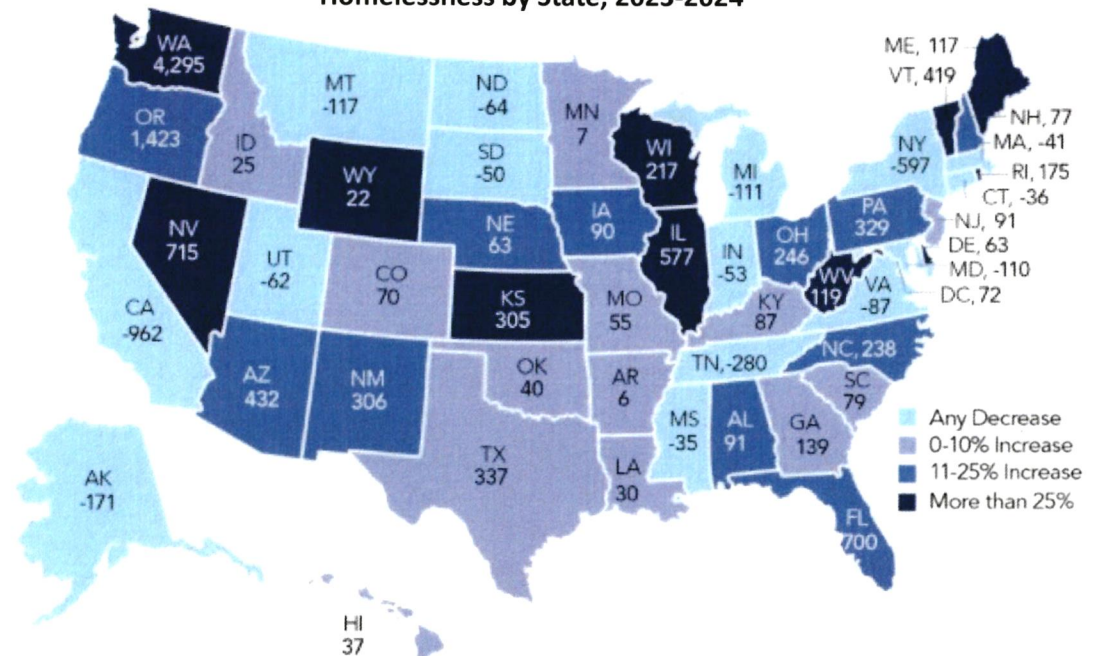 Homelessness by State, 2023-2024
WA
4,295
OR
1,423
ID
25
MT
-117
ND
-64
MN
7
SD
-50
WY
22
WI
217
MI
-111
NY
-597
ME, 117
VT, 419
NH, 77
MA, -41
RI, 175
CT, -36
NJ, 91
DE, 63
MD, -110
DC, 72
NV
715
UT
-62
CO
70
NE
63
IA
90
IL
577
IN
-53
OH
246
PA
329
WV
119
VA
-87
CA
-962
KS
305
MO
55
KY
87
AZ
432
NM
306
OK
40
AR
6
TN, -280
NC, 238
SC
79
MS
-35
AL
91
GA
139
TX
337
LA
30
FL
700
AK
-171
HI
37
Any Decrease
0-10% Increase
11-25% Increase
More than 25%